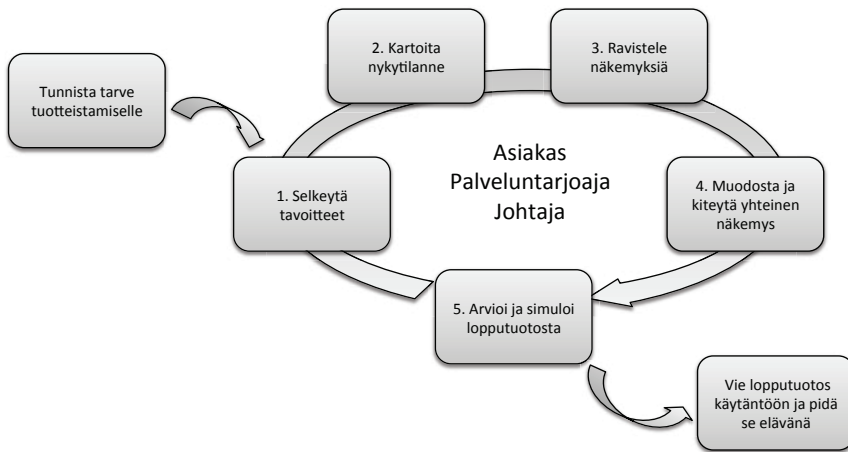 Tunnista tarve
tuotteistamiselle
1. Selkeytä
tavoitteet
2. Kartoita
nykytilanne
3. Ravistele
näkemyksiä
4. Muodosta ja
kiteytä yhteinen
näkemys
5. Arvioi ja simuloi
lopputuotosta
Vie lopputuotos
käytäntöön ja pidä
se elävänä
Asiakas
Palveluntarjoaja
Johtaja